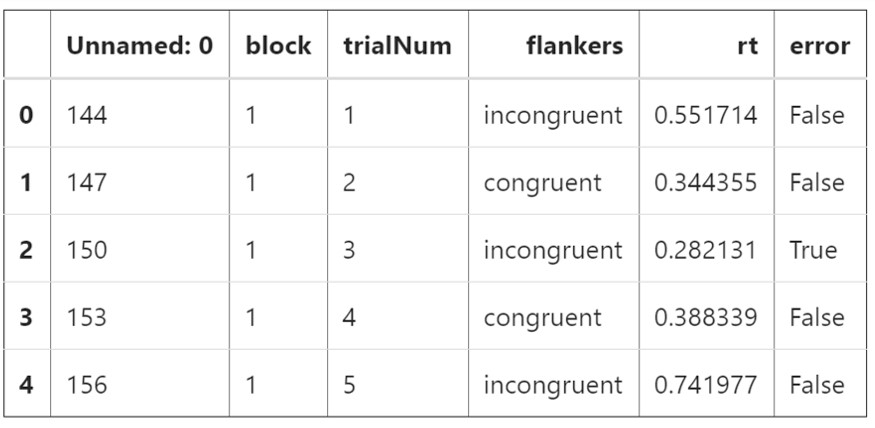 Unnamed: 0 block trialNum flankers rt error
0 144 1 1 incongruent 0.551714 False
1 147 1 2 congruent 0.344355 False
2 150 1 3 incongruent 0.282131 True
3 153 1 4 congruent 0.388339 False
4 156 1 5 incongruent 0.741977 False